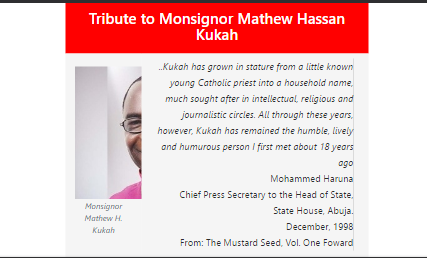 Tribute to Monsignor Mathew Hassan
Kukah
..Kukah has grown in stature from a little known
young Catholic priest into a household name,
much sought after in intellectual, religious and
journalistic circles. All through these years,
however, Kukah has remained the humble, lively
and humurous person I first met about 18 years
ago
Mohammed Haruna
Chief Press Secretary to the Head of State,
State House, Abuja.
December, 1998
From: The Mustard Seed, Vol. One Foward
Monsignor
Mathew H.
Kukah